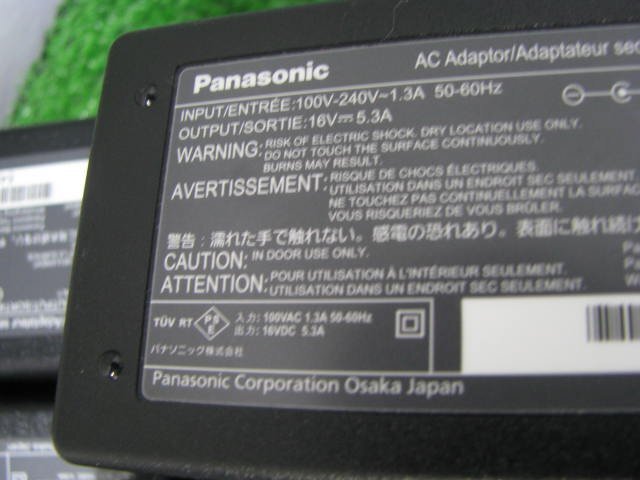 Panasonic
AC Adaptor/Adaptateur
INPUT/ENTRÉE:100V-240V~1.3A 50-60Hz
OUTPUT/SORTIE:16V⎓5.3A
WARNING: RISK OF ELECTRIC SHOCK. DRY LOCATION USE ONLY.
DO NOT TOUCH THE SURFACE CONTINUOUSLY.
BURNS MAY RESULT.
AVERTISSEMENT: RISQUE DE CHOCS ÉLECTRIQUES.
UTILISATION DANS UN ENDROIT SEC SEULEMENT.
NE TOUCHEZ PAS CONTINUELLEMENT LA
VOUS RISQUERIEZ DE VOUS BRÛLER.
警告：濡れた手で触れない。感電の恐れあり。表面に触れ続け
CAUTION: IN DOOR USE ONLY.
ATTENTION: POUR UTILISATION À L'INTÉRIEUR SEULEMENT.
UTILISATION DANS UN ENDROIT SEC SEULEMENT.
TÜV RT PSE 入力: 100VAC 1.3A 50-60Hz
出力: 16VDC 5.3A
パナソニック株式会社
Panasonic Corporation Osaka Japan